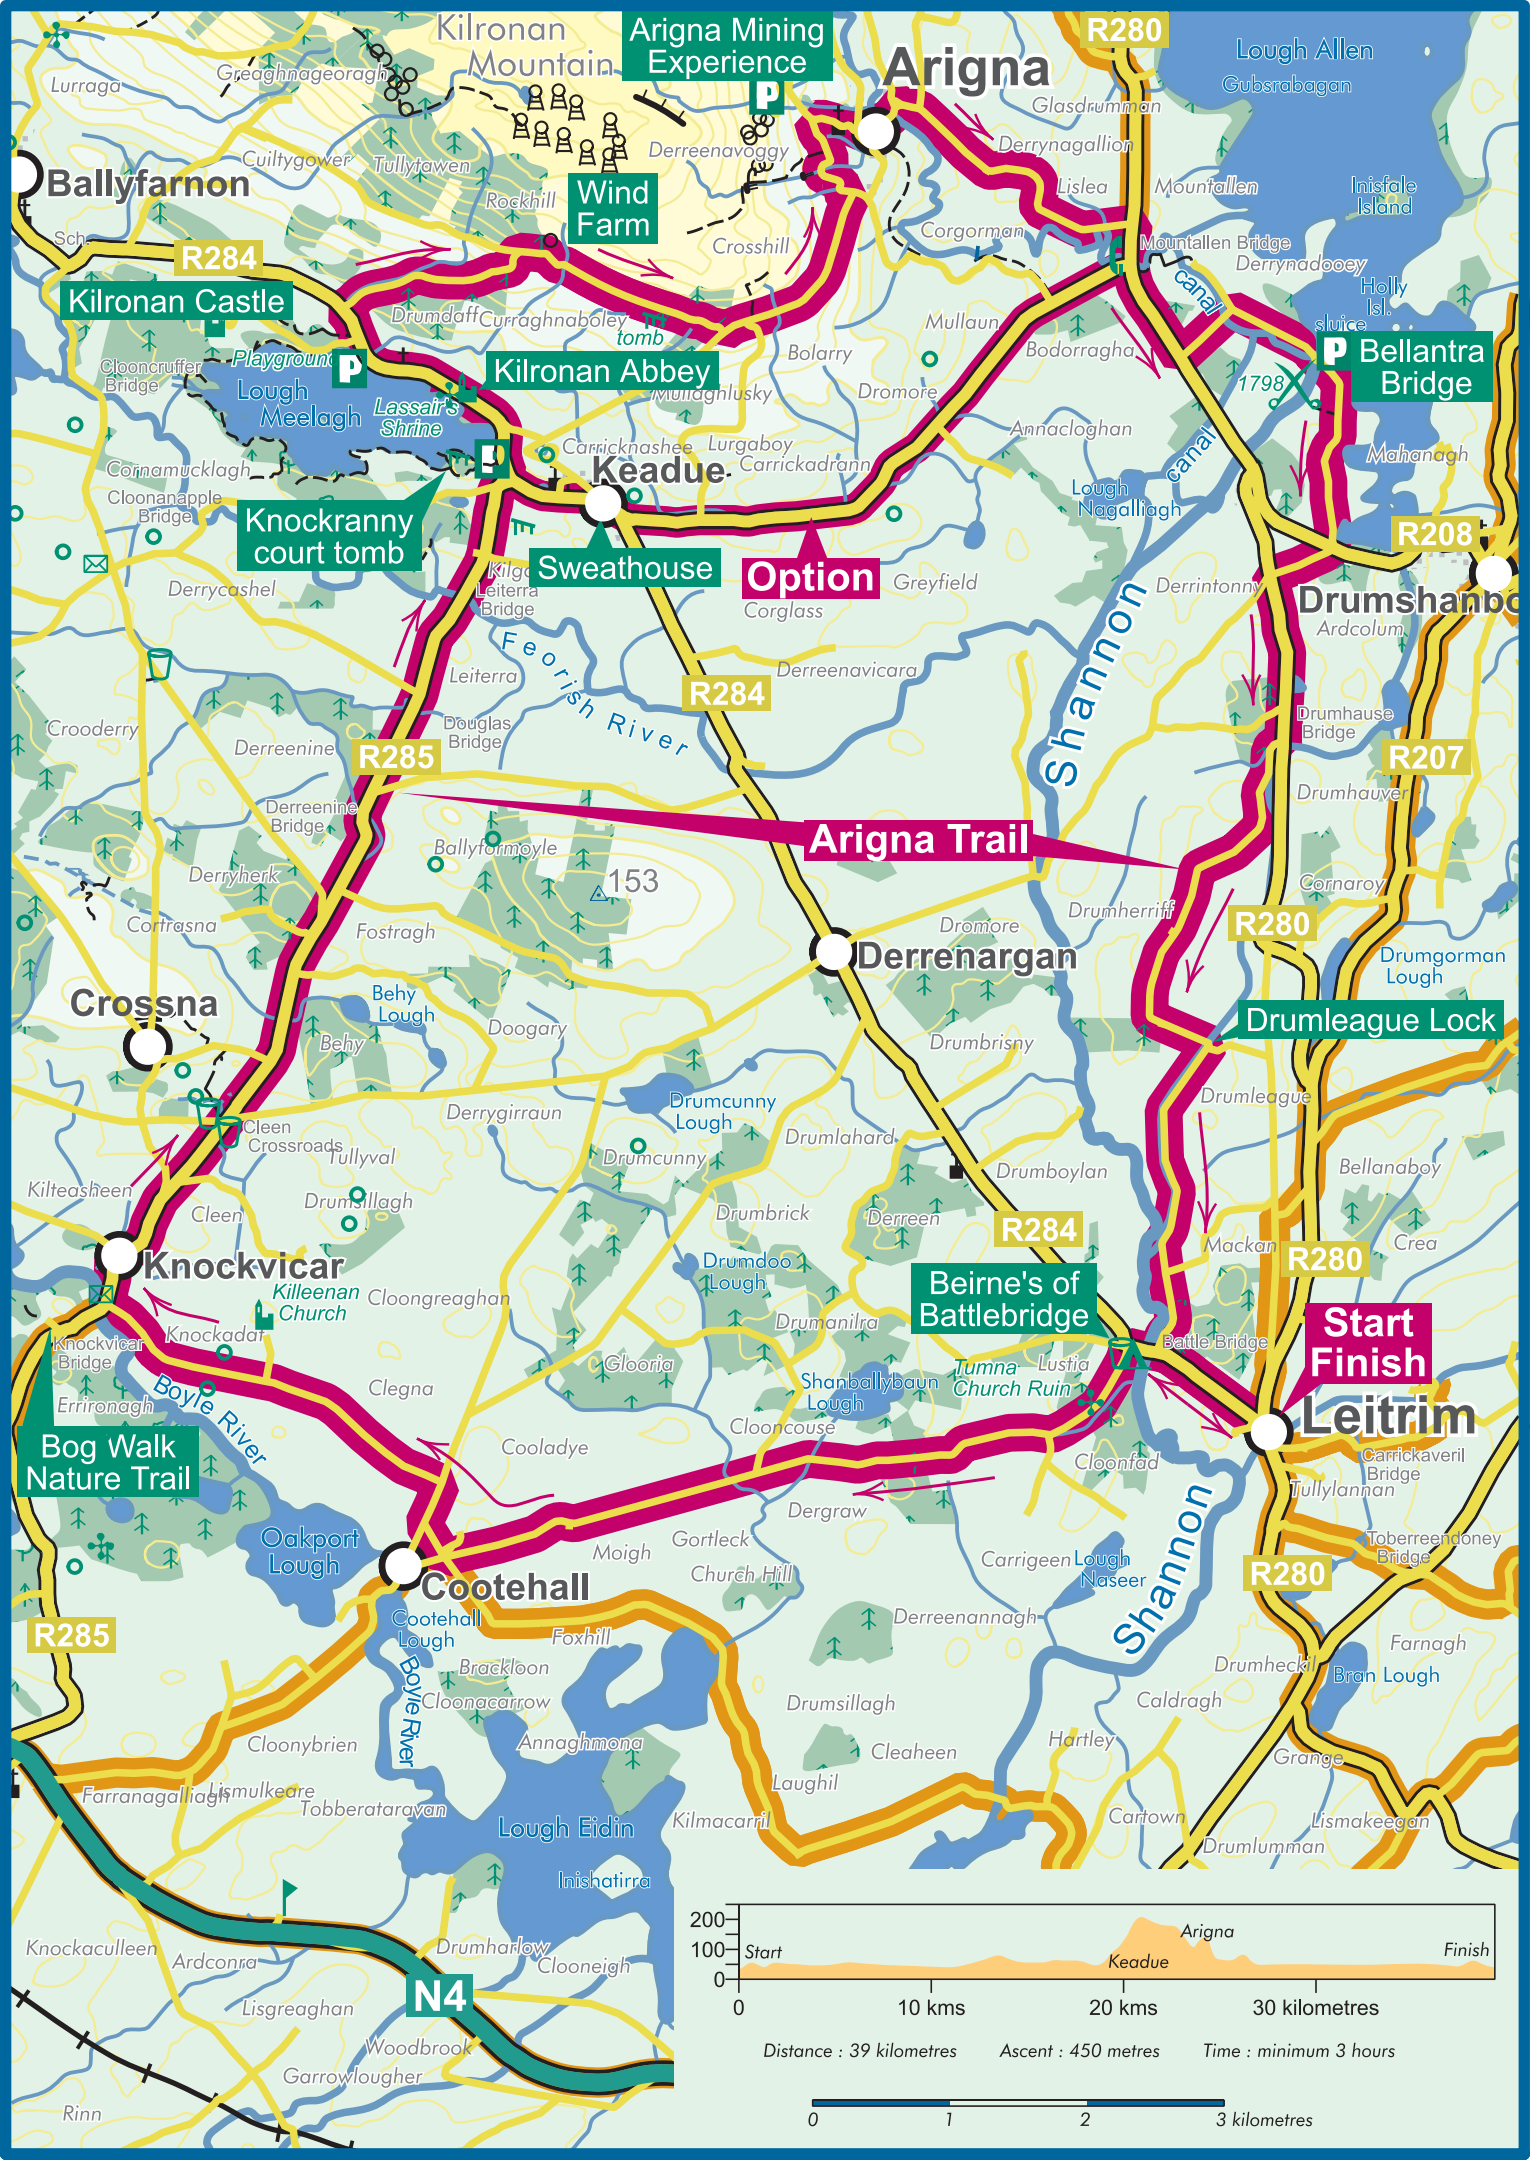 Kilronan
Mountain
Arigna Mining
Experience
R280
Lough Allen
Gubsrabagan
Lurraga
Greaghnageoragh
Arigna
Glasdrumman
Derrynagallion
Cuiltygower
Tullytawen
Derreenavoggy
Ballyfarnon
Rockhill
Wind
Farm
Lislea
Mountallen
Inisfale
Island
Sch.
R284
Crosshill
Corgorman
Mountallen Bridge
Derrynadooey
Kilronan Castle
canal
Holly
Isl.
Drumdaff
Curraghnaboley
tomb
Mullaun
sluice
Playground
Clooncruffer
Bridge
Lough
Meelagh
Kilronan Abbey
Bolarry
Bodorragha
Bellantra
Bridge
1798
Lassair's
Shrine
Mullaghlusky
Dromore
Annacloghan
canal
Carricknashee
Lurgaboy
Carrickadrann
Mahanagh
Cornamucklagh
Keadue
Cloonanapple
Bridge
Lough
Nagalliagh
Knockranny
court tomb
R208
Sweathouse
Option
Kilga
Leiterra
Bridge
Derrycashel
Corglass
Greyfield
Derrintonny
Drumshanbo
Ardcolum
Shannon
Feorish River
Leiterra
Derreenavicara
R284
Crooderry
Derreenine
Douglas
Bridge
Drumhause
Bridge
R285
R207
Derreenine
Bridge
Drumhauver
Arigna Trail
Ballyformoyle
Derryherk
153
Cornaroy
Cortrasna
Fostragh
Dromore
Drumherriff
R280
Derrenargan
Drumgorman
Lough
Crossna
Behy
Lough
Doogary
Drumleague Lock
Behy
Drumbrisny
Drumcunny
Lough
Drumleague
Derrygirraun
Cleen
Crossroads
Drumlahard
Tullyval
Drumcunny
Bellanaboy
Kilteasheen
Drumboylan
Drumsillagh
Cleen
Drumbrick
Derreen
R284
Mackan
Crea
R280
Knockvicar
Drumdoo
Lough
Beirne's of
Battlebridge
Killeenan
Church
Cloongreaghan
Drumanilra
Start
Finish
Knockadaf
Knockvicar
Bridge
Battle Bridge
Glooria
Tumna
Church Ruin
Lustia
Clegna
Shanballybaun
Lough
Errironagh
Boyle River
Leitrim
Clooncouse
Bog Walk
Nature Trail
Cooladye
Cloonfad
Carrickaveril
Bridge
Tullylannan
Dergraw
Shannon
Oakport
Lough
Gortleck
Moigh
Toberreendoney
Bridge
Carrigeen
Lough
Naseer
R280
Church Hill
Cootehall
Cootehall
Lough
Derreenannagh
R285
Foxhill
Farnagh
Brackloon
Drumheckil
Bran Lough
Boyle River
Cloonacarrow
Drumsillagh
Caldragh
Cloonybrien
Annaghmona
Cleaheen
Hartley
Grange
Farranagalliagh
Lismulkeare
Laughil
Tobberataravan
Lough Eidin
Kilmacarril
Cartown
Lismakeegan
Drumlumman
Inishatirra
Knockaculleen
Ardconra
Drumharlow
Clooneigh
N4
Lisgreaghan
Woodbrook
Garrowlougher
Rinn
200
100
0
Start
Keadue
Arigna
Finish
0
10 kms
20 kms
30 kilometres
Distance : 39 kilometres
Ascent : 450 metres
Time : minimum 3 hours
0
1
2
3 kilometres